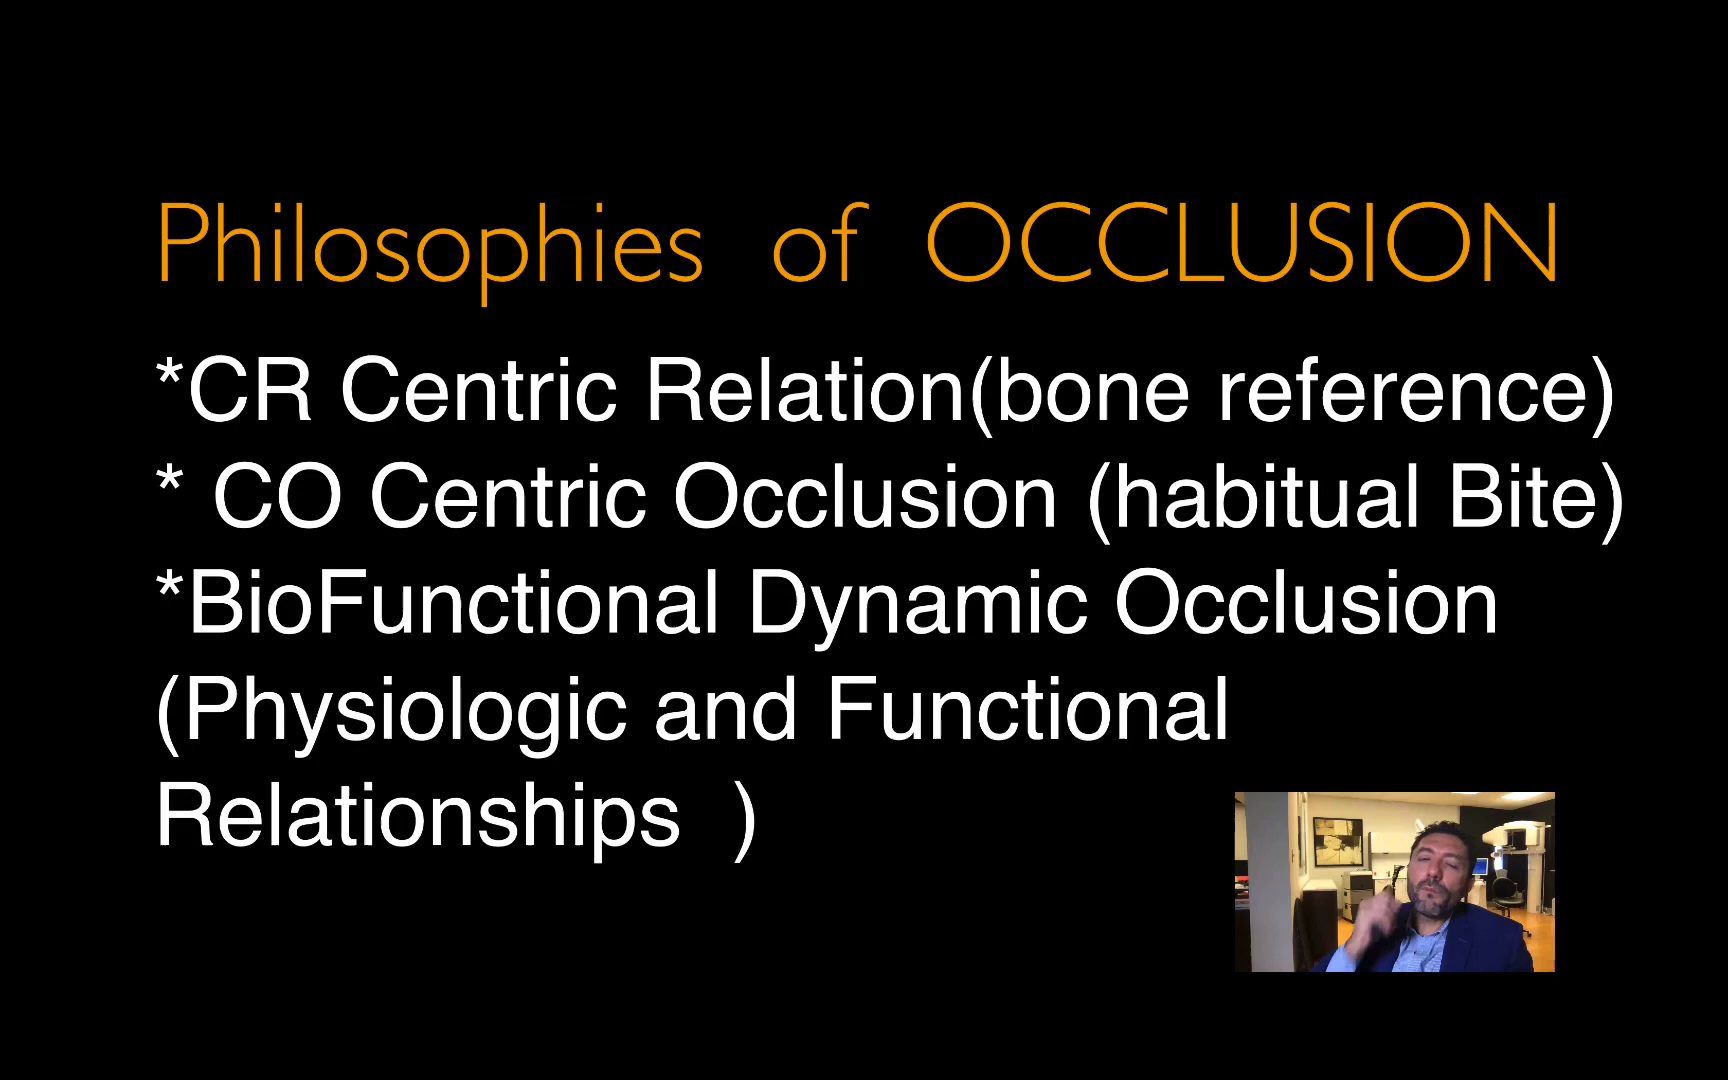 Philosophies of OCCLUSION
*CR Centric Relation(bone reference)
* CO Centric Occlusion (habitual Bite)
*BioFunctional Dynamic Occlusion
(Physiologic and Functional
Relationships )